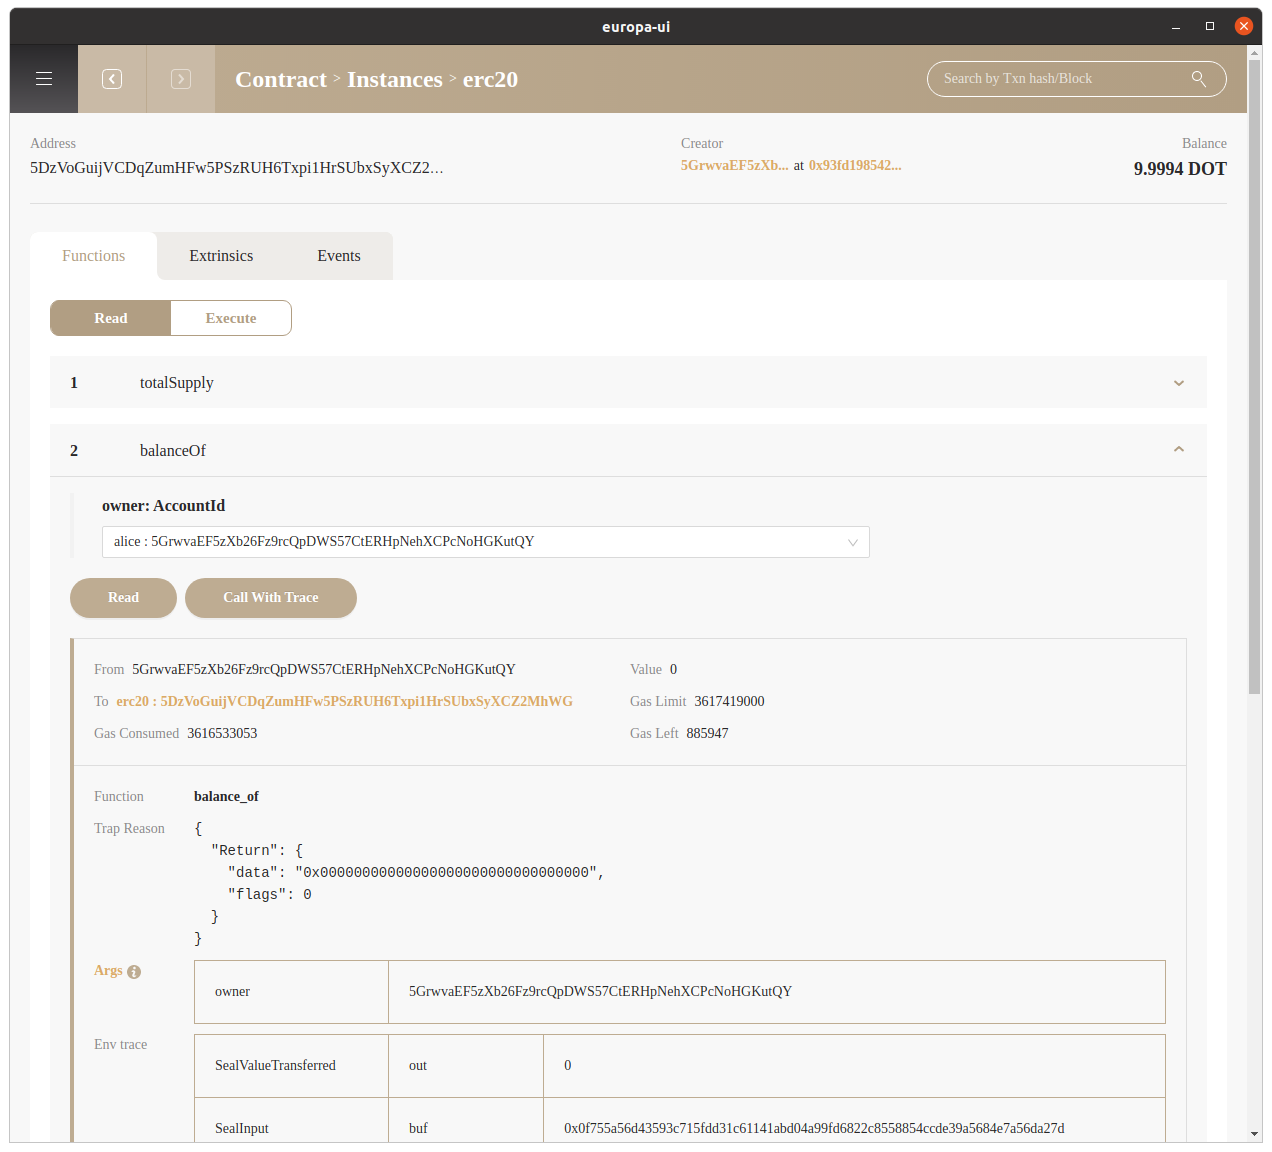 europa-ui
Contract > Instances > erc20
Search by Txn hash/Block
Address
Creator
Balance
5DzVoGuijVCDqZumHFw5PSzRUH6Txpi1HrSUbxSyXCZ2...
5GrwvaEF5zXb... at 0x93fd198542...
9.9994 DOT
Functions
Extrinsics
Events
Read
Execute
1 totalSupply
2 balanceOf
owner: AccountId
alice : 5GrwvaEF5zXb26Fz9rcQpDWS57CtERHpNehXCPcNoHGKutQY
Read
Call With Trace
From 5GrwvaEF5zXb26Fz9rcQpDWS57CtERHpNehXCPcNoHGKutQY
Value 0
To erc20 : 5DzVoGuijVCDqZumHFw5PSzRUH6Txpi1HrSUbxSyXCZ2MhWG
Gas Limit 3617419000
Gas Consumed 3616533053
Gas Left 885947
Function balance_of
Trap Reason {
"Return": {
"data": "0x00000000000000000000000000000000",
"flags": 0
}
}
Args
owner 5GrwvaEF5zXb26Fz9rcQpDWS57CtERHpNehXCPcNoHGKutQY
Env trace
SealValueTransferred out 0
SealInput buf 0x0f755a56d43593c715fdd31c61141abd04a99fd6822c8558854ccde39a5684e7a56da27d